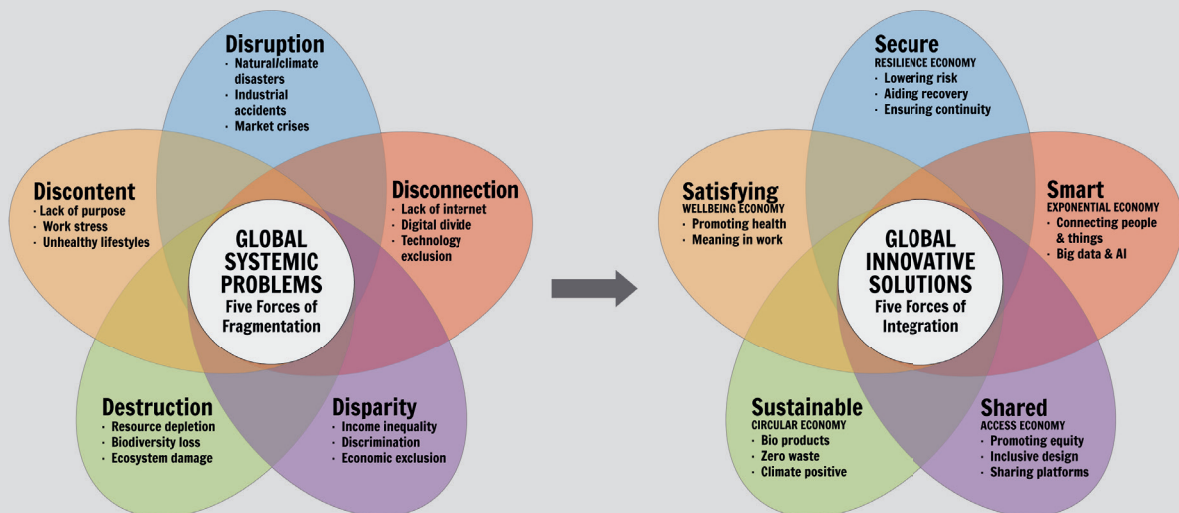 Disruption
· Natural/climate
disasters
· Industrial
accidents
· Market crises
Discontent
· Lack of purpose
· Work stress
· Unhealthy lifestyles
Disconnection
· Lack of internet
· Digital divide
· Technology
exclusion
GLOBAL
SYSTEMIC
PROBLEMS
Five Forces of
Fragmentation
Destruction
· Resource depletion
· Biodiversity loss
· Ecosystem damage
Disparity
· Income inequality
· Discrimination
· Economic exclusion
Secure
RESILIENCE ECONOMY
· Lowering risk
· Aiding recovery
· Ensuring continuity
Satisfying
WELLBEING ECONOMY
· Promoting health
· Meaning in work
Smart
EXPONENTIAL ECONOMY
· Connecting people
& things
· Big data & AI
GLOBAL
INNOVATIVE
SOLUTIONS
Five Forces of
Integration
Sustainable
CIRCULAR ECONOMY
· Bio products
· Zero waste
· Climate positive
Shared
ACCESS ECONOMY
· Promoting equity
· Inclusive design
· Sharing platforms